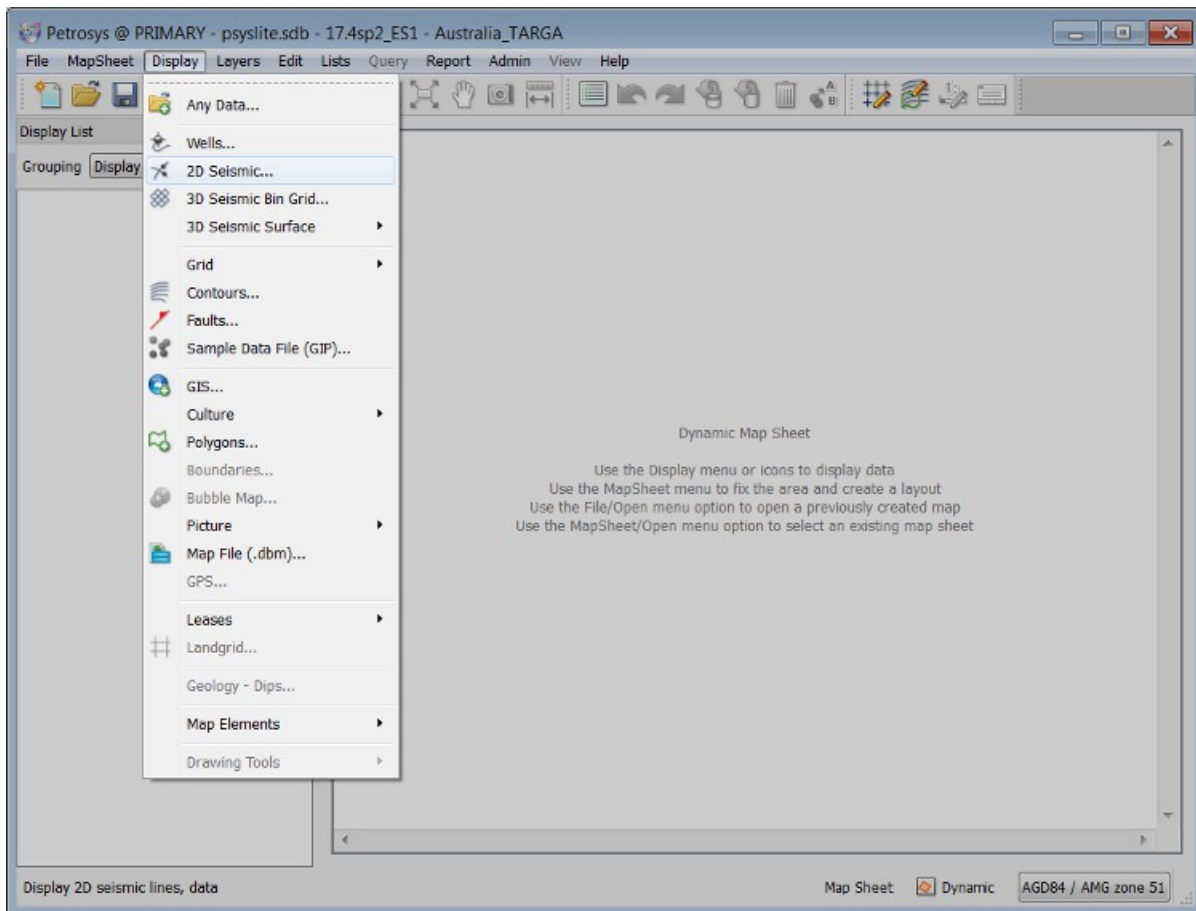 Petrosys @ PRIMARY - psyslite.sdb - 17.4sp2_ES1 - Australia_TARGA
File MapSheet Display Layers Edit Lists Query Report Admin View Help
Display List
Grouping Display
Any Data...
Wells...
2D Seismic...
3D Seismic Bin Grid...
3D Seismic Surface
Grid
Contours...
Faults...
Sample Data File (GIP)...
GIS...
Culture
Polygons...
Boundaries...
Bubble Map...
Picture
Map File (.dbm)...
GPS...
Leases
Landgrid...
Geology - Dips...
Map Elements
Drawing Tools
Dynamic Map Sheet
Use the Display menu or icons to display data
Use the MapSheet menu to fix the area and create a layout
Use the File/Open menu option to open a previously created map
Use the MapSheet/Open menu option to select an existing map sheet
Display 2D seismic lines, data
Map Sheet Dynamic AGD84 / AMG zone 51